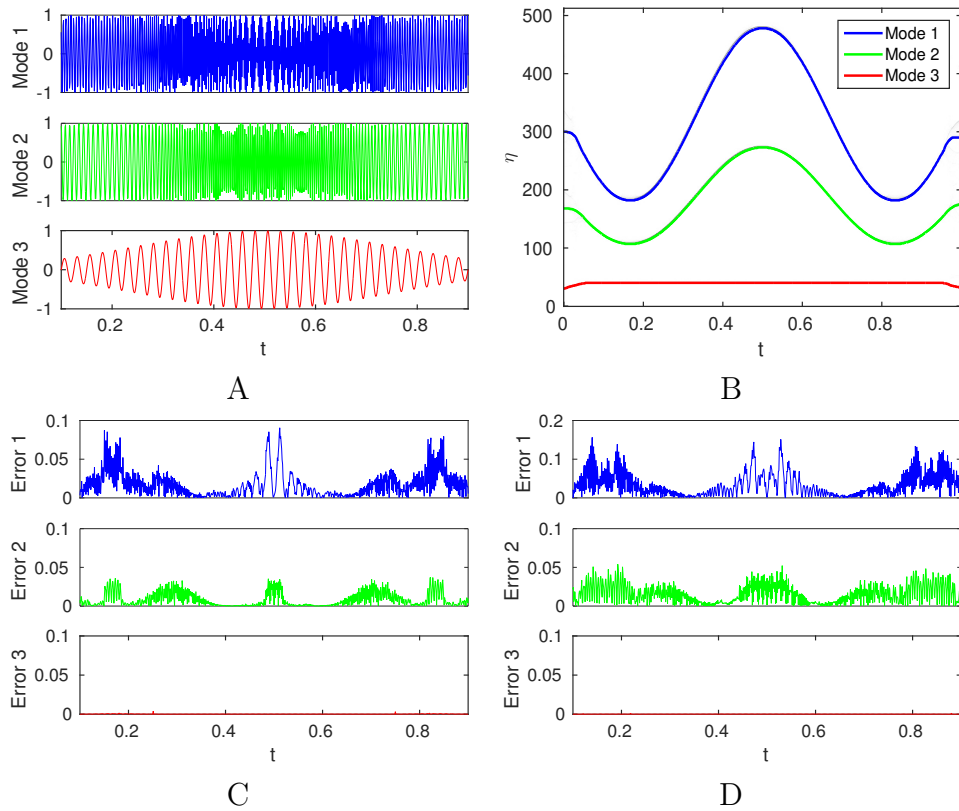 Mode 1
1
0
-1
Mode 2
1
0
-1
Mode 3
1
0
-1
0.2 0.4 0.6 0.8
t
A
η
500
400
300
200
100
0
Mode 1
Mode 2
Mode 3
0 0.2 0.4 0.6 0.8
t
B
Error 1
0.1
0.05
0
Error 2
0.1
0.05
0
Error 3
0.1
0.05
0
0.2 0.4 0.6 0.8
t
C
Error 1
0.2
0.1
0
Error 2
0.1
0.05
0
Error 3
0.1
0.05
0
0.2 0.4 0.6 0.8
t
D